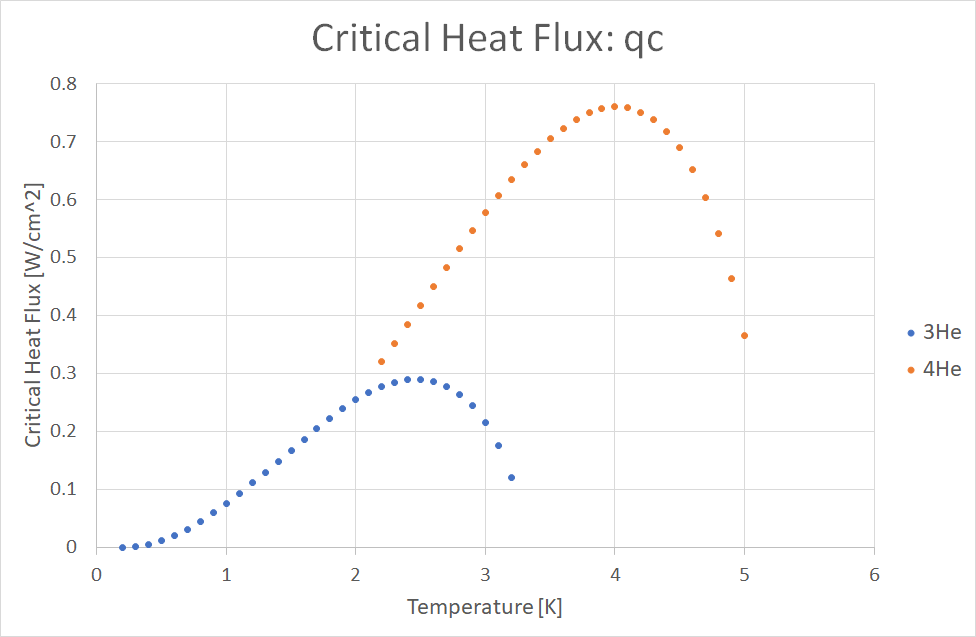 Critical Heat Flux: qc
Critical Heat Flux [W/cm^2]
0.8
0.7
0.6
0.5
0.4
0.3
0.2
0.1
0
0 1 2 3 4 5 6
Temperature [K]
3He
4He